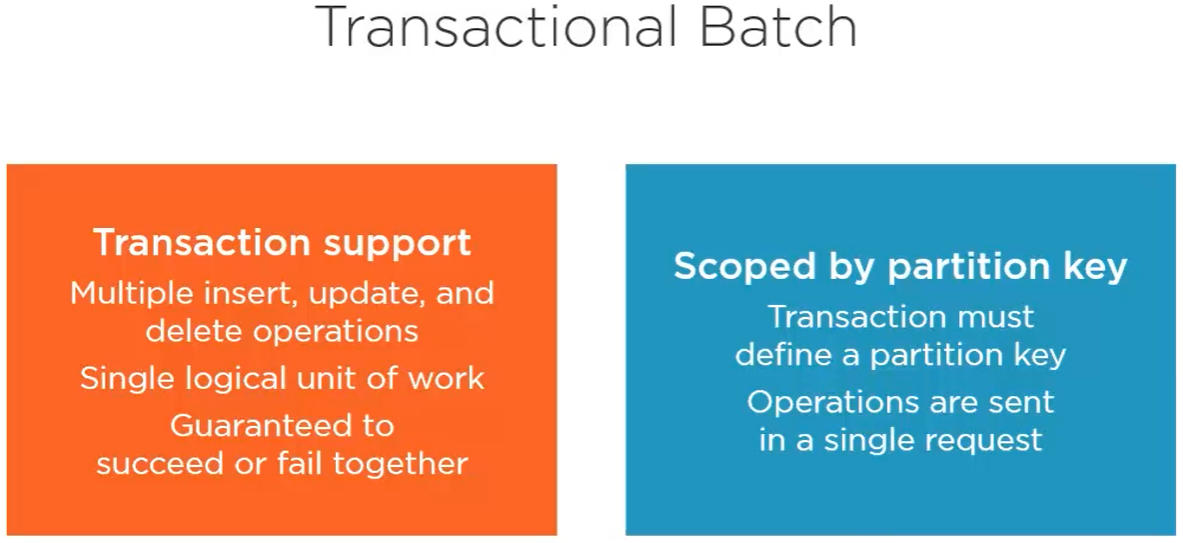 Transactional Batch
Transaction support
Multiple insert, update, and
delete operations
Single logical unit of work
Guaranteed to
succeed or fail together
Scoped by partition key
Transaction must
define a partition key
Operations are sent
in a single request